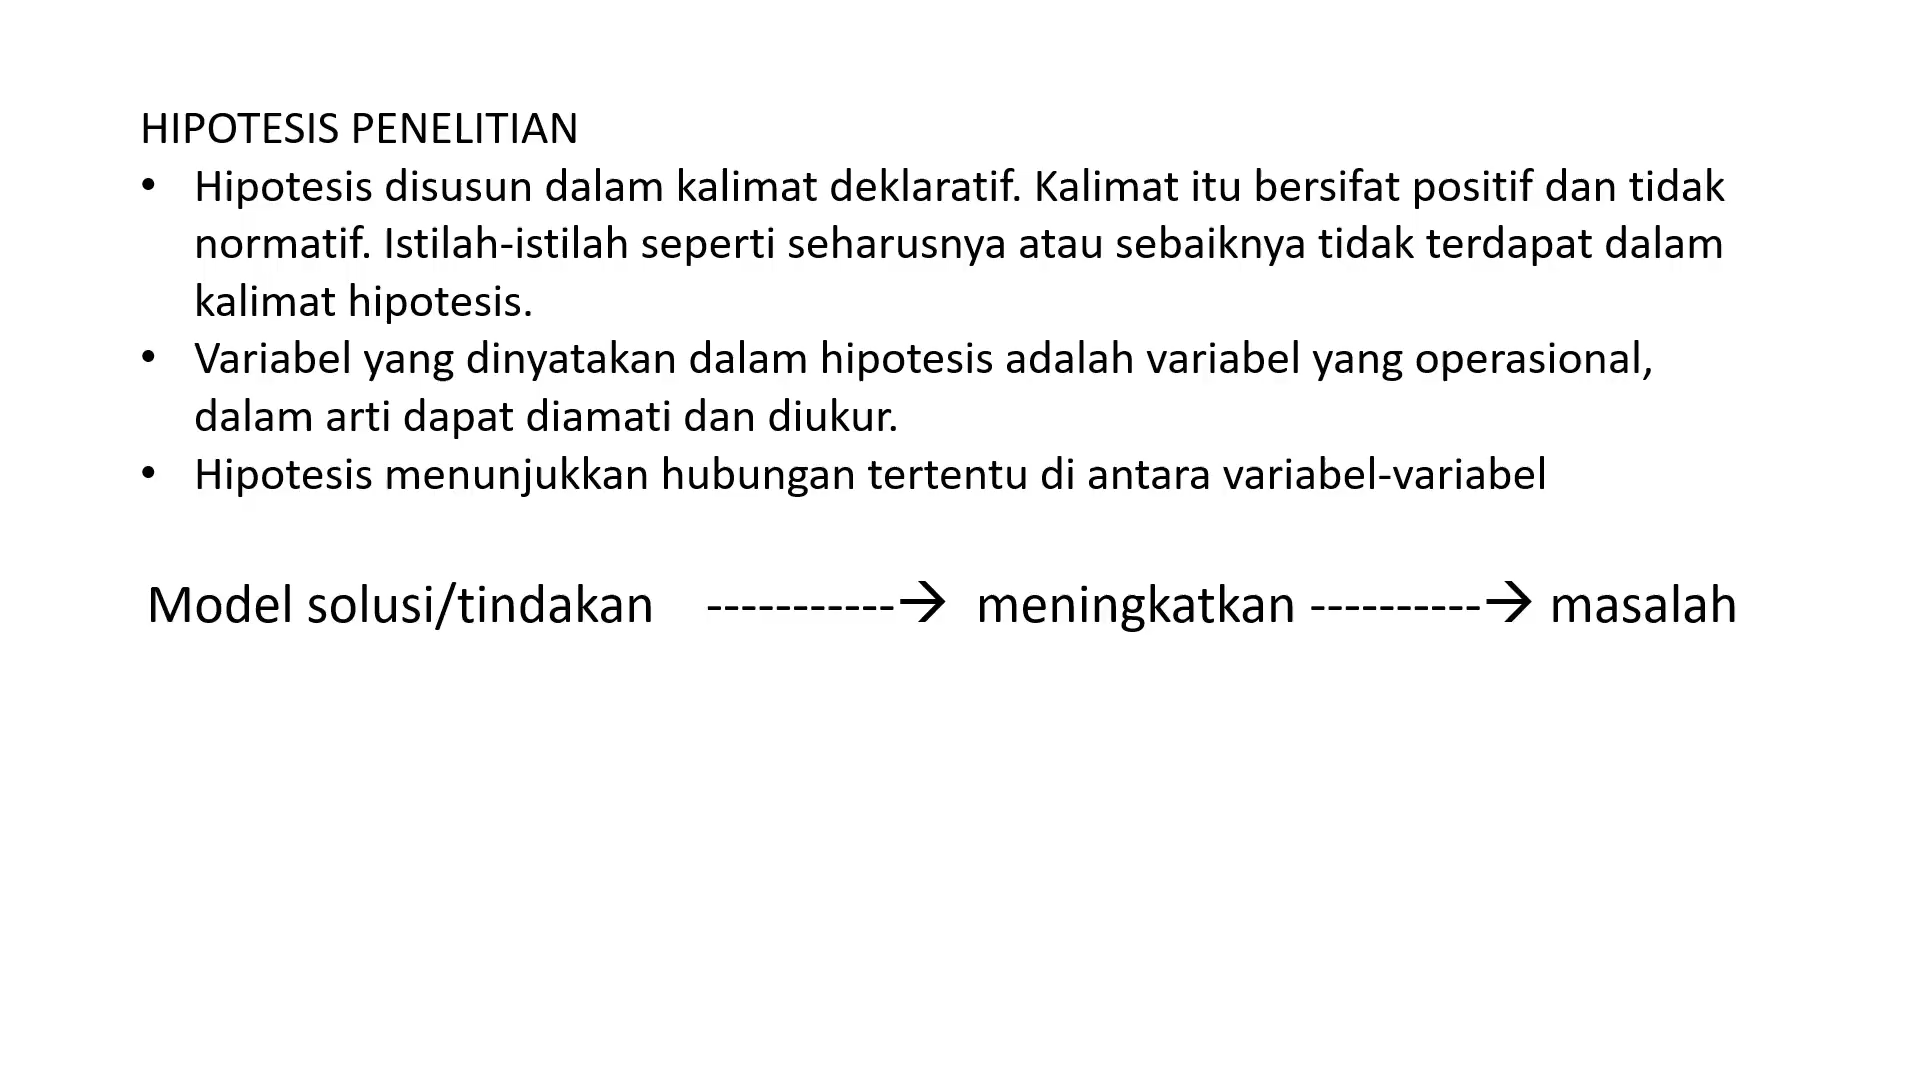 HIPOTESIS PENELITIAN
• Hipotesis disusun dalam kalimat deklaratif. Kalimat itu bersifat positif dan tidak
normatif. Istilah-istilah seperti seharusnya atau sebaiknya tidak terdapat dalam
kalimat hipotesis.
• Variabel yang dinyatakan dalam hipotesis adalah variabel yang operasional,
dalam arti dapat diamati dan diukur.
• Hipotesis menunjukkan hubungan tertentu di antara variabel-variabel
Model solusi/tindakan -----------→ meningkatkan ----------→ masalah